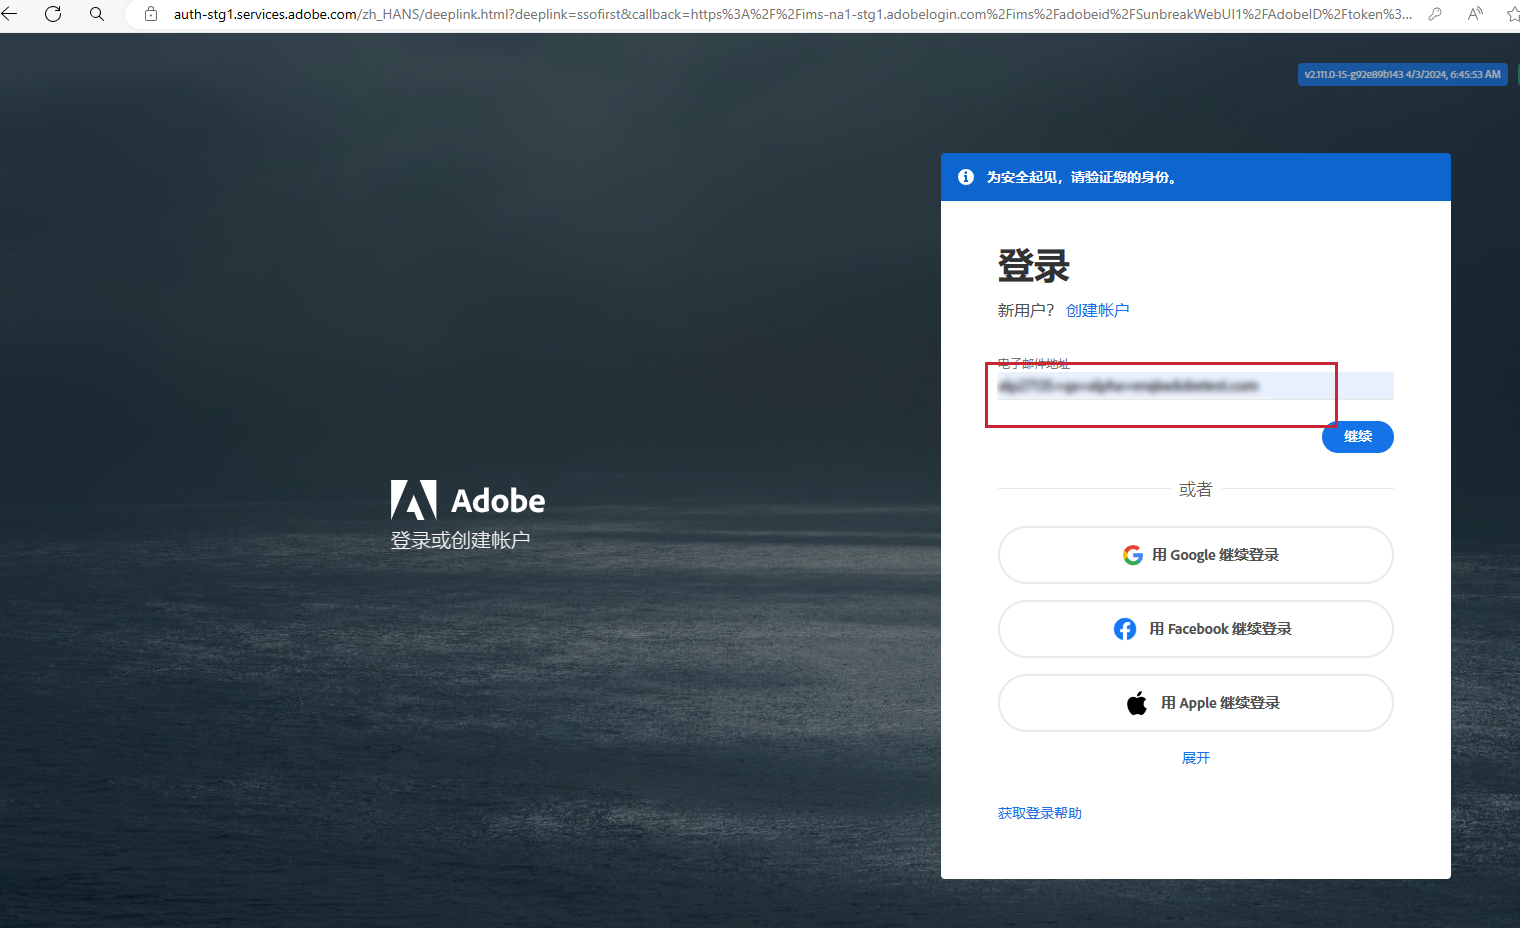 auth-stg1.services.adobe.com/zh_HANS/deeplink.html?deeplink=ssofirst&callback=https%3A%2F%2Fims-na1-stg1.adobelogin.com%2Fims%2Fadobeid%2FSunbreakWebUI1%2FAdobeID%2Ftoken%3...
v2.111.0-15-g92e89b143 4/3/2024, 6:45:53 AM
为安全起见，请验证您的身份。
登录
新用户？ 创建帐户
电子邮件地址
继续
或者
Adobe
登录或创建帐户
用 Google 继续登录
用 Facebook 继续登录
用 Apple 继续登录
展开
获取登录帮助